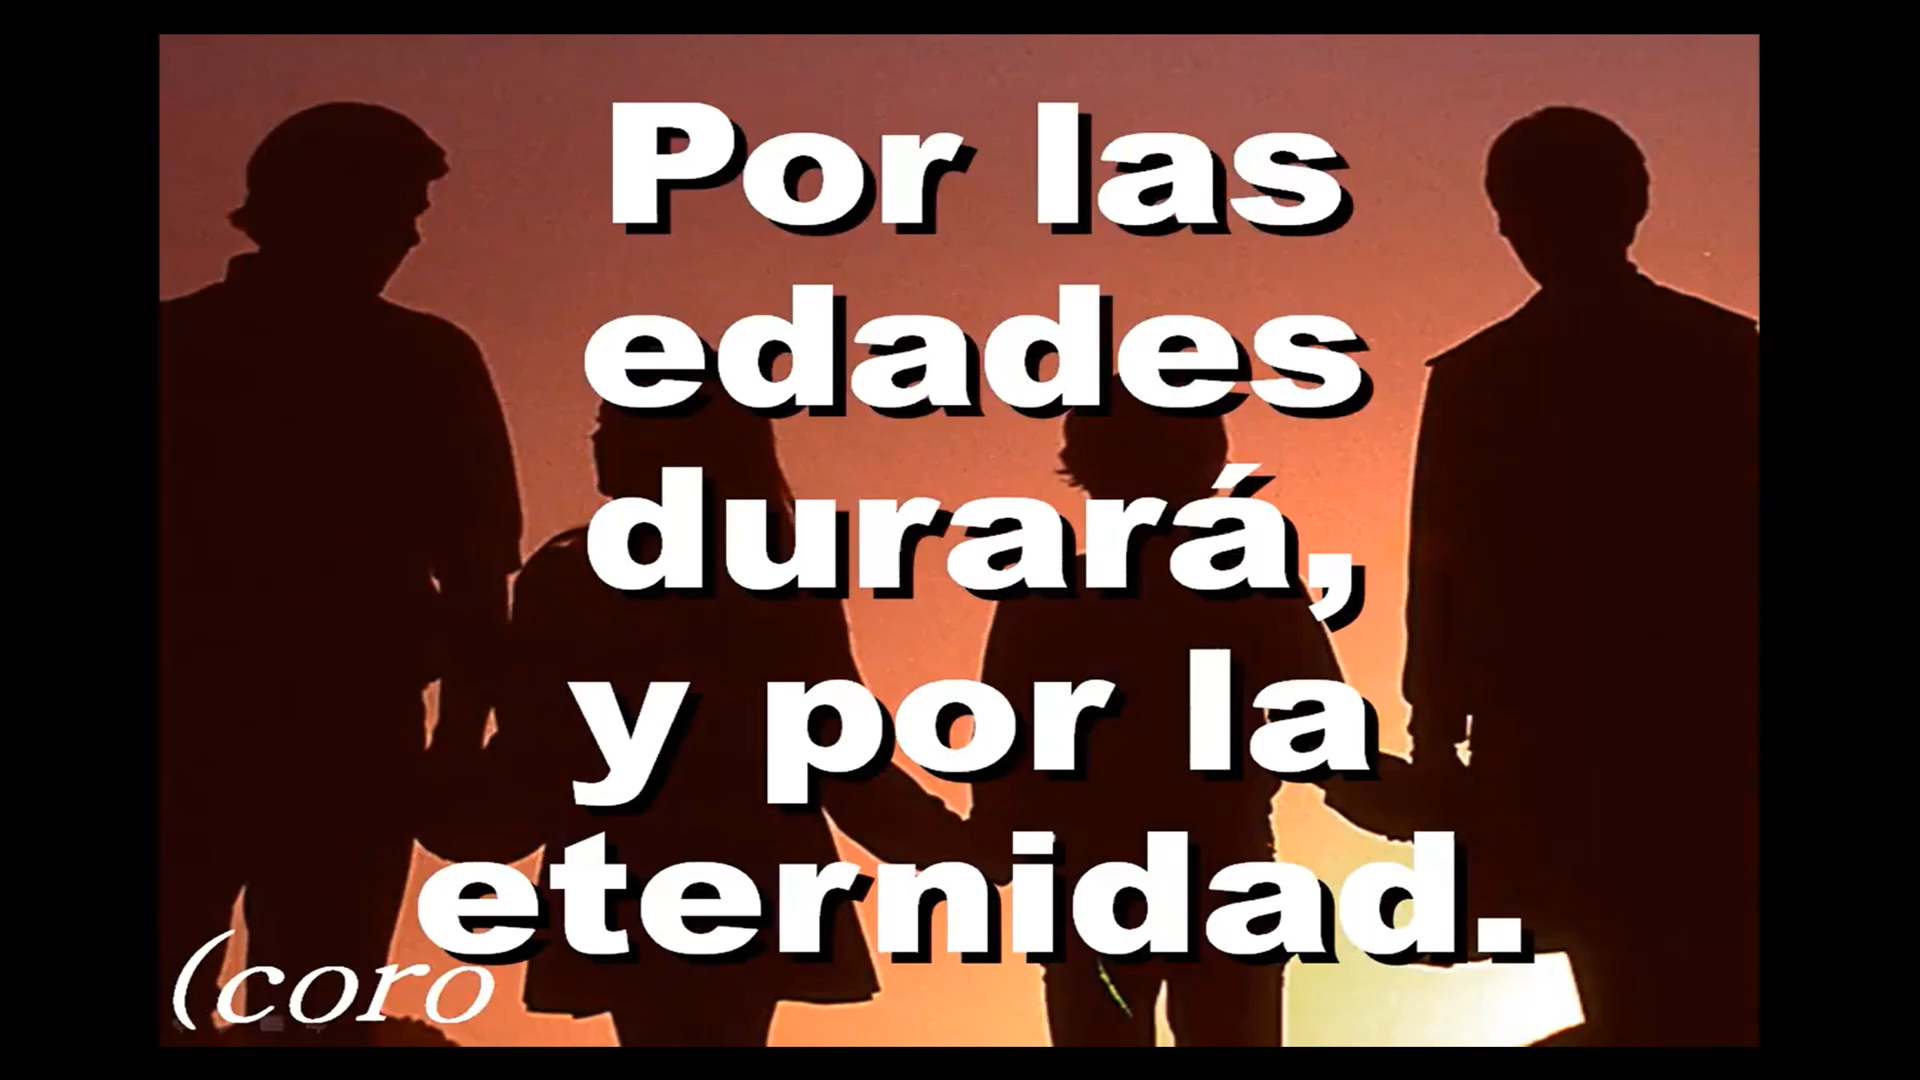 Por las
edades
durará,
y por la
eternidad.
(coro